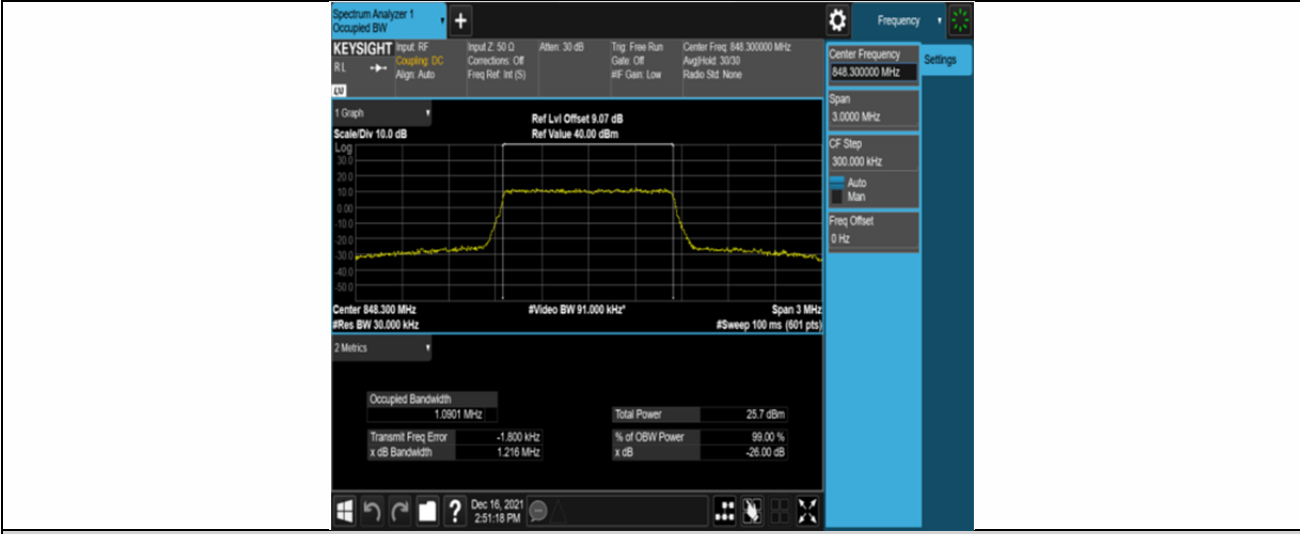 Spectrum Analyzer 1
Occupied BW
+
Frequency
KEYSIGHT
RL
Input: RF
Coupling: DC
Align: Auto
Input Z: 50 Ω
Corrections: Off
Freq Ref: Int (S)
Atten: 30 dB
Trig: Free Run
Gate: Off
#IF Gain: Low
Center Freq: 848.300000 MHz
Avg|Hold: 30/30
Radio Std: None
Center Frequency
848.300000 MHz
Settings
Span
3.0000 MHz
CF Step
300.000 kHz
Auto
Man
Freq Offset
0 Hz
1 Graph
Ref Lvl Offset 9.07 dB
Scale/Div 10.0 dB
Ref Value 40.00 dBm
Log
30.0
20.0
10.0
0.00
-10.0
-20.0
-30.0
-40.0
-50.0
Center 848.300 MHz
#Video BW 91.000 kHz*
Span 3 MHz
#Res BW 30.000 kHz
#Sweep 100 ms (601 pts)
2 Metrics
Occupied Bandwidth
1.0901 MHz
Total Power 25.7 dBm
Transmit Freq Error -1.800 kHz
% of OBW Power 99.00 %
x dB Bandwidth 1.216 MHz
x dB -26.00 dB
?
Dec 16, 2021
2:51:18 PM